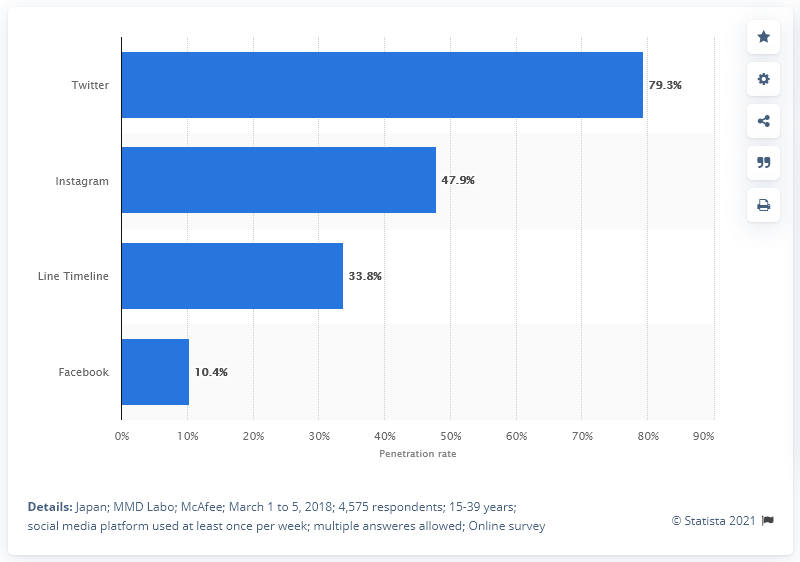 Twitter
79.3%
Instagram
47.9%
Line Timeline
33.8%
Facebook
10.4%
0% 10% 20% 30% 40% 50% 60% 70% 80% 90%
Penetration rate
Details: Japan; MMD Labo; McAfee; March 1 to 5, 2018; 4,575 respondents; 15-39 years;
social media platform used at least once per week; multiple answeres allowed; Online survey
© Statista 2021